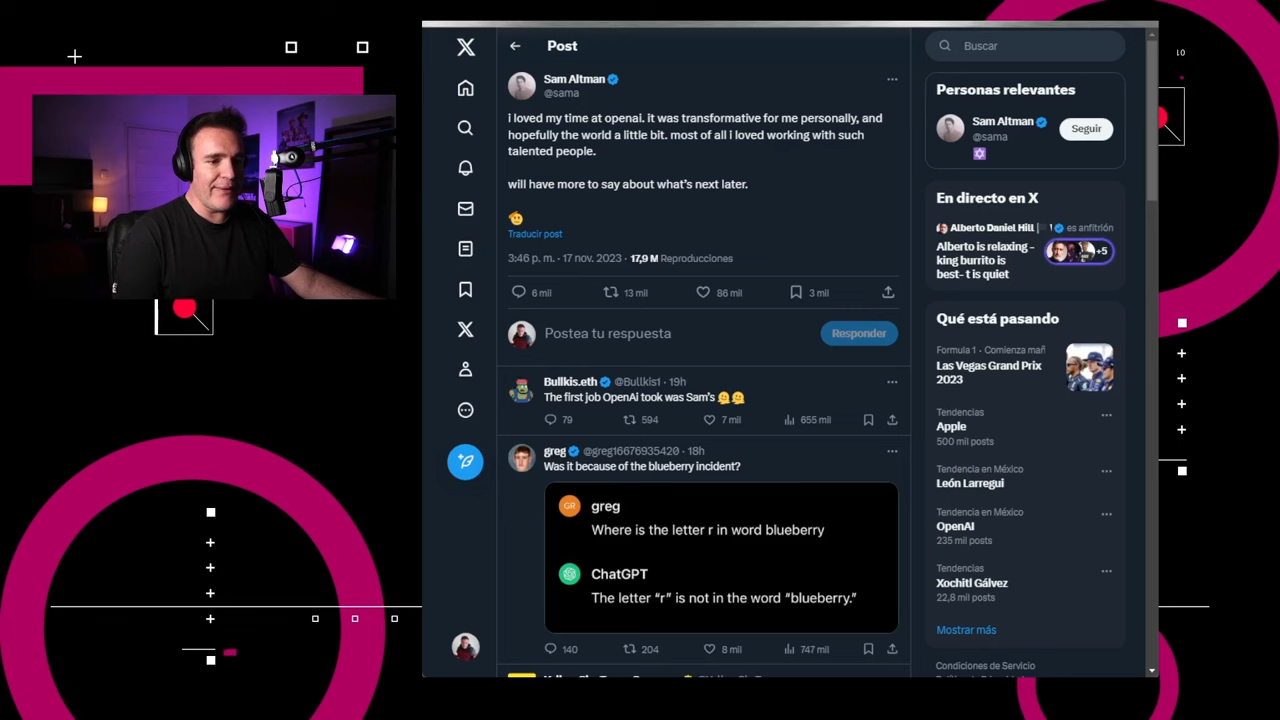 Post
Sam Altman
@sama
i loved my time at openai. it was transformative for me personally, and
hopefully the world a little bit. most of all i loved working with such
talented people.
will have more to say about what's next later.
Traducir post
3:46 p. m. · 17 nov. 2023 · 17,9 M Reproducciones
6 mil
13 mil
86 mil
3 mil
Postea tu respuesta
Responder
Bullkis.eth @Bullkis1 · 19h
The first job OpenAi took was Sam's
79
594
7 mil
655 mil
greg @greg16676935420 · 18h
Was it because of the blueberry incident?
GR
greg
Where is the letter r in word blueberry
ChatGPT
The letter “r” is not in the word “blueberry.”
140
204
8 mil
747 mil
Buscar
Personas relevantes
Sam Altman
@sama
Seguir
En directo en X
Alberto Daniel Hill
es anfitrión
Alberto is relaxing -
king burrito is
best- t is quiet
+5
Qué está pasando
Formula 1 · Comienza mañ
Las Vegas Grand Prix
2023
Tendencias
Apple
500 mil posts
Tendencia en México
León Larregui
Tendencia en México
OpenAI
235 mil posts
Tendencias
Xochitl Gálvez
22,8 mil posts
Mostrar más
Condiciones de Servicio